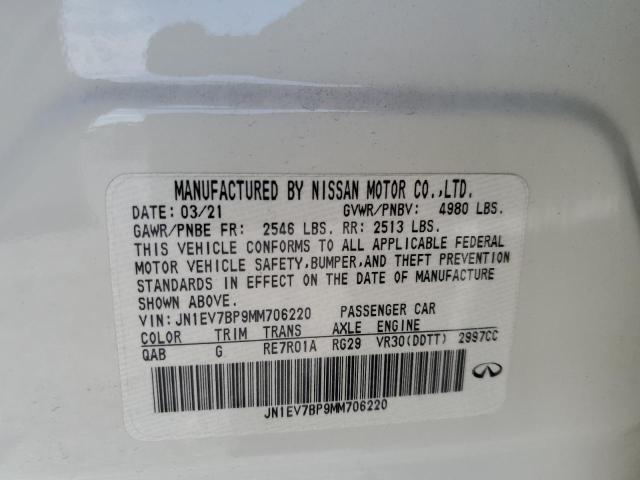 MANUFACTURED BY NISSAN MOTOR CO.,LTD.
DATE: 03/21 GVWR/PNBV: 4980 LBS.
GAWR/PNBE FR: 2546 LBS. RR: 2513 LBS.
THIS VEHICLE CONFORMS TO ALL APPLICABLE FEDERAL
MOTOR VEHICLE SAFETY,BUMPER,AND THEFT PREVENTION
STANDARDS IN EFFECT ON THE DATE OF MANUFACTURE
SHOWN ABOVE.
VIN: JN1EV7BP9MM706220 PASSENGER CAR
COLOR TRIM TRANS AXLE ENGINE
QAB G RE7R01A RG29 VR30(DDTT) 2997CC
JN1EV7BP9MM706220